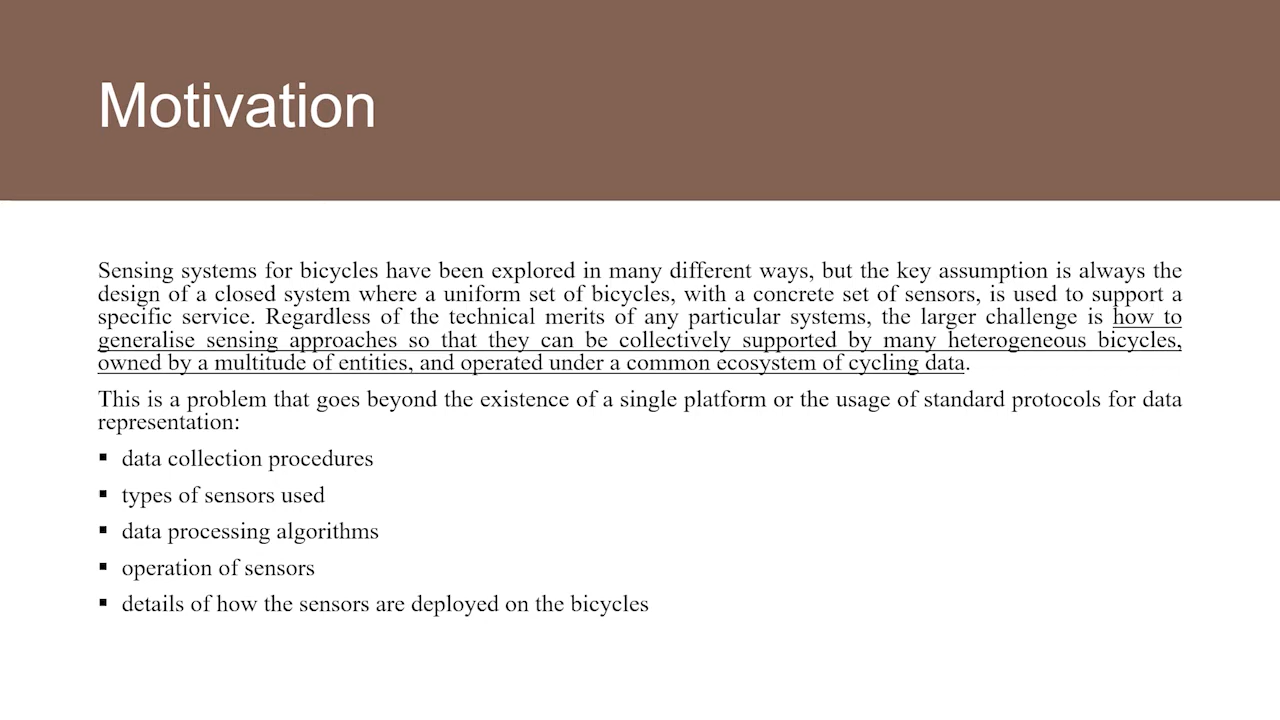 Motivation
Sensing systems for bicycles have been explored in many different ways, but the key assumption is always the
design of a closed system where a uniform set of bicycles, with a concrete set of sensors, is used to support a
specific service. Regardless of the technical merits of any particular systems, the larger challenge is how to
generalise sensing approaches so that they can be collectively supported by many heterogeneous bicycles,
owned by a multitude of entities, and operated under a common ecosystem of cycling data.
This is a problem that goes beyond the existence of a single platform or the usage of standard protocols for data
representation:
▪ data collection procedures
▪ types of sensors used
▪ data processing algorithms
▪ operation of sensors
▪ details of how the sensors are deployed on the bicycles